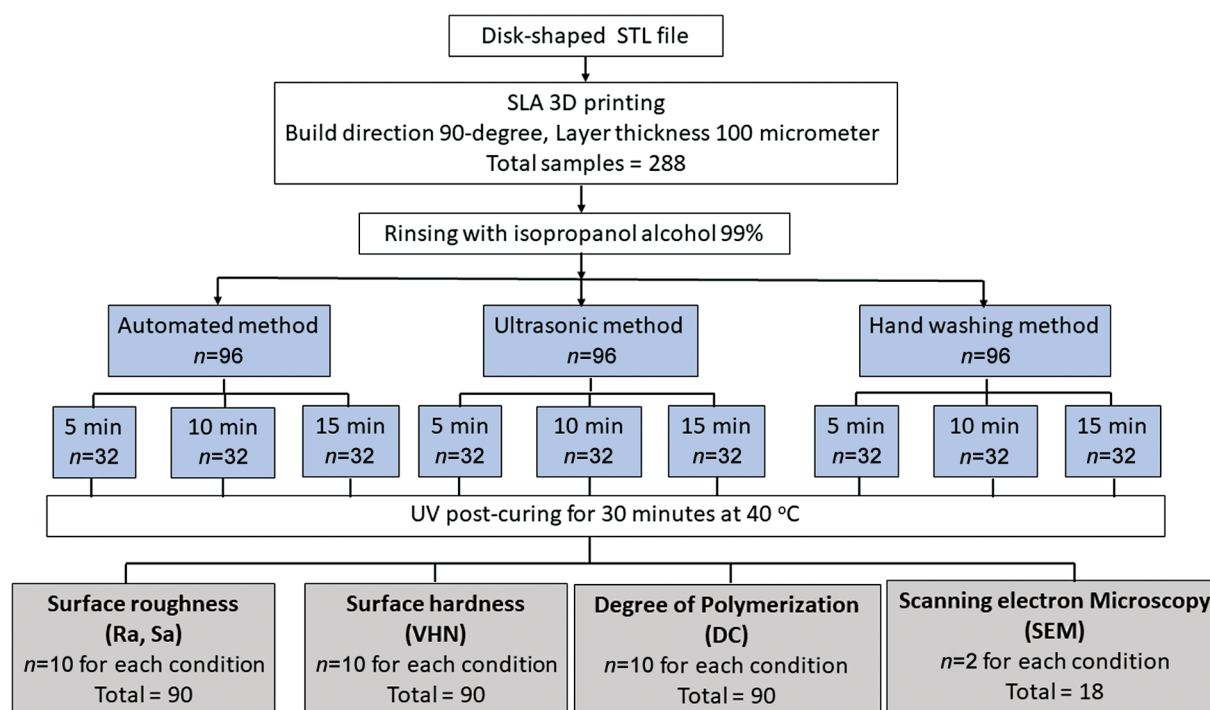 Disk-shaped STL file
SLA 3D printing
Build direction 90-degree, Layer thickness 100 micrometer
Total samples = 288
Rinsing with isopropanol alcohol 99%
Automated method
n=96
Ultrasonic method
n=96
Hand washing method
n=96
5 min
n=32
10 min
n=32
15 min
n=32
5 min
n=32
10 min
n=32
15 min
n=32
5 min
n=32
10 min
n=32
15 min
n=32
UV post-curing for 30 minutes at 40 °C
Surface roughness
(Ra, Sa)
n=10 for each condition
Total = 90
Surface hardness
(VHN)
n=10 for each condition
Total = 90
Degree of Polymerization
(DC)
n=10 for each condition
Total = 90
Scanning electron Microscopy
(SEM)
n=2 for each condition
Total = 18